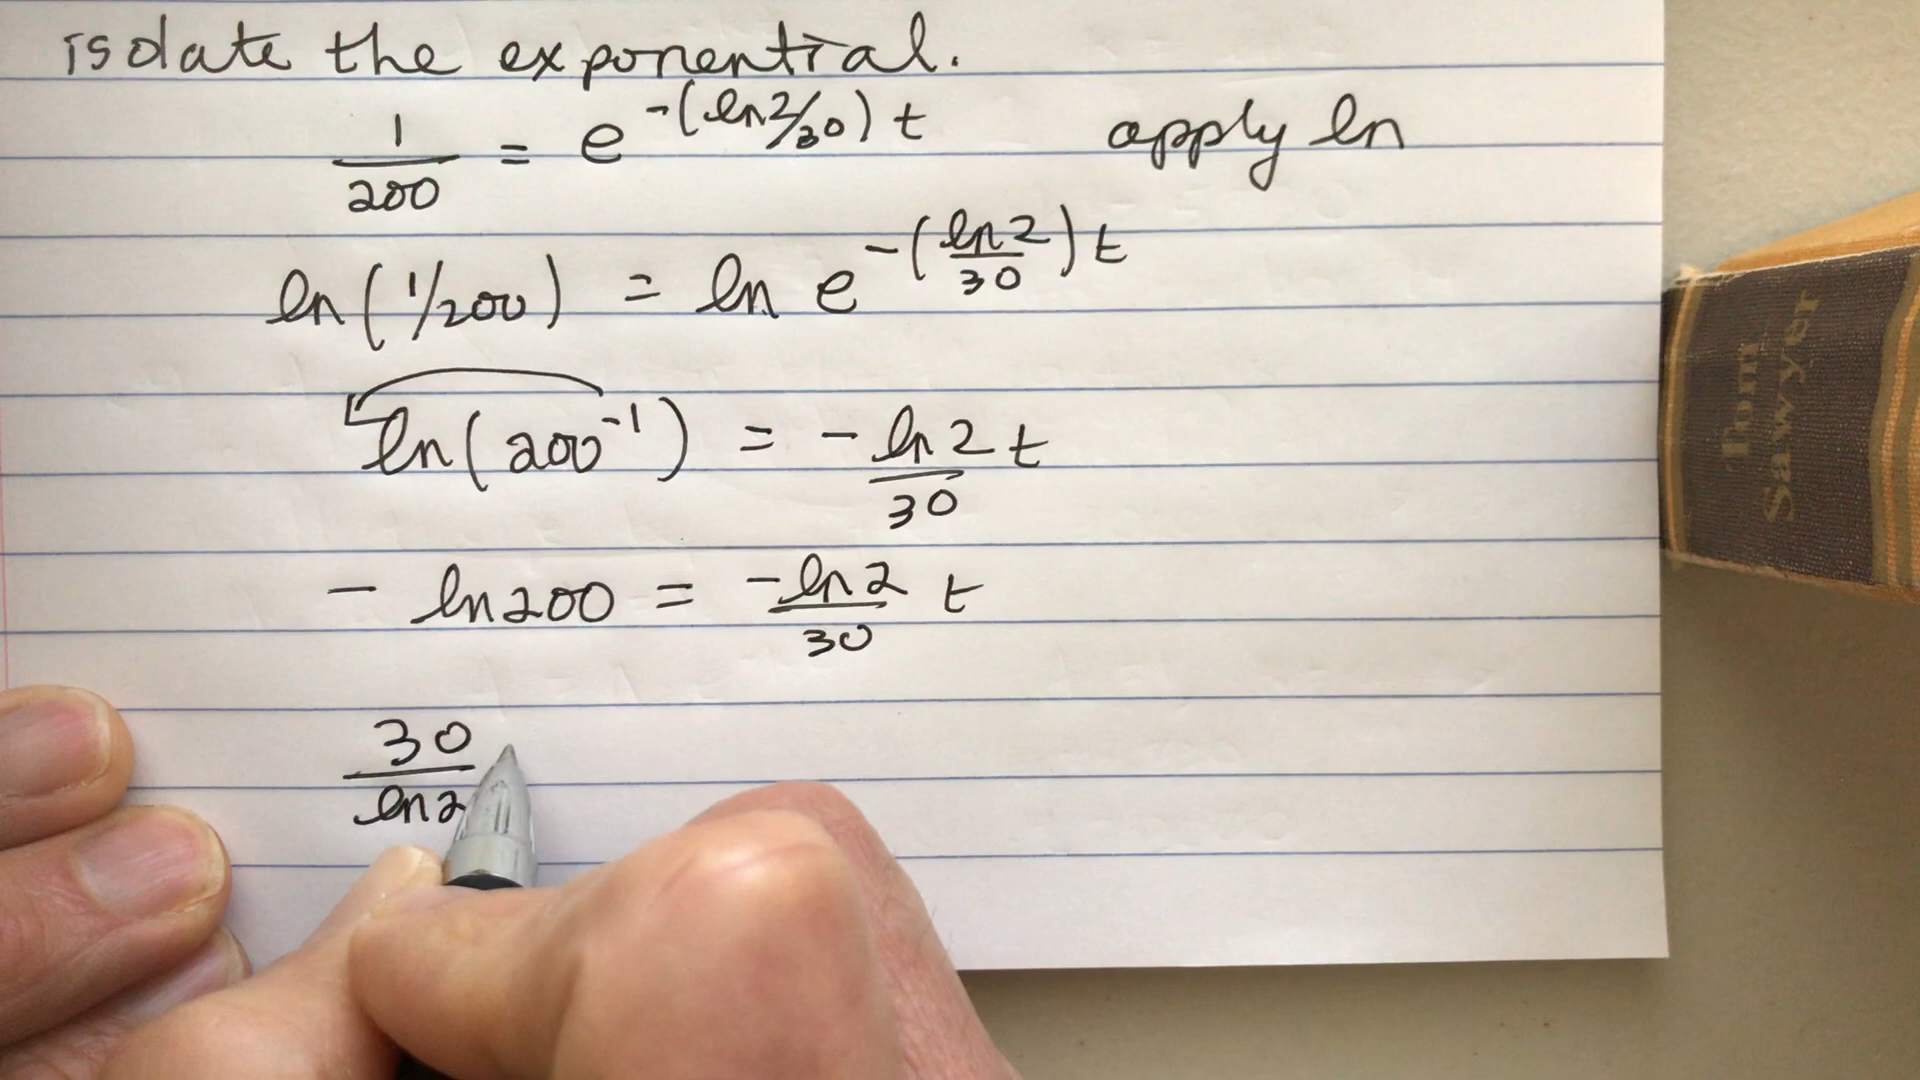 isolate the exponential.
1/200 = e^-(ln2/30)t apply ln
ln(1/200) = ln e^-(ln2/30)t
ln(200^-1) = -ln2/30 t
- ln200 = -ln2/30 t
30/ln2
Tom
Sawyer